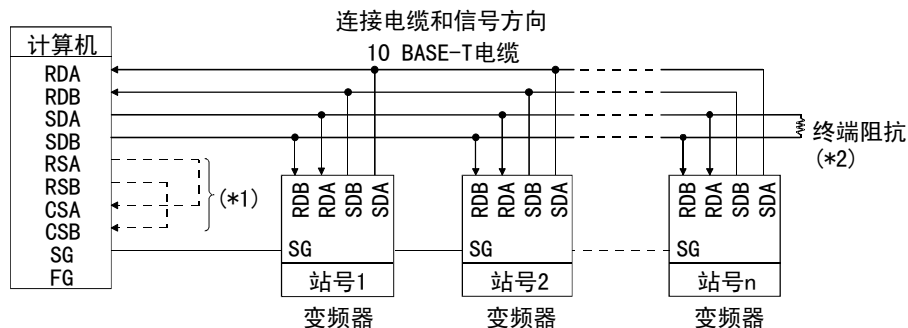 连接电缆和信号方向
10 BASE-T电缆
计算机
RDA
RDB
SDA
SDB
RSA
RSB
CSA
CSB
SG
FG
(*1)
终端阻抗
(*2)
RDB
RDA
SDB
SDA
SG
站号1
变频器
RDB
RDA
SDB
SDA
SG
站号2
变频器
RDB
RDA
SDB
SDA
SG
站号n
变频器